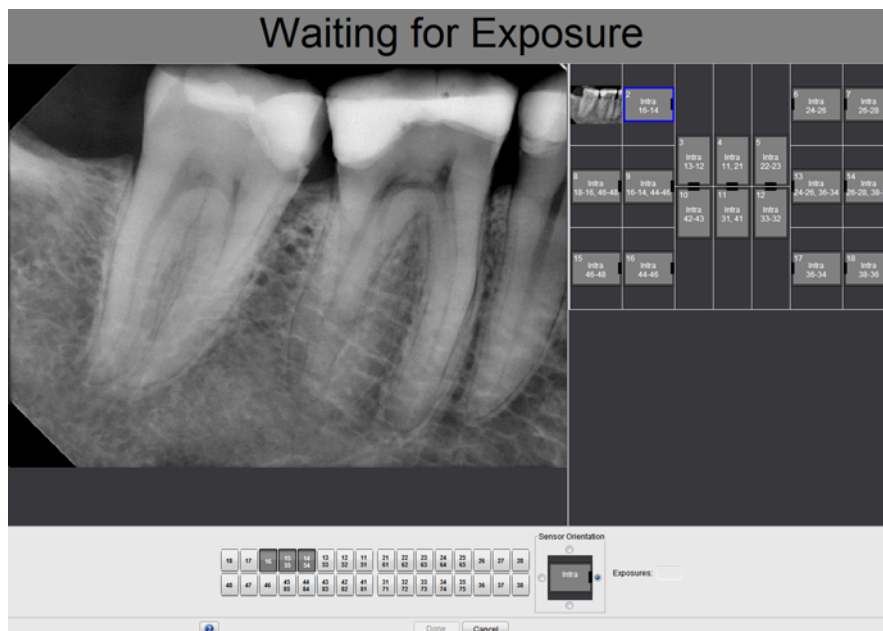 Waiting for Exposure
2
Intra
16-14
6
Intra
24-26
7
Intra
26-28
3
Intra
13-12
4
Intra
11, 21
5
Intra
22-23
8
Intra
18-16, 46-48
9
Intra
16-14, 44-46
13
Intra
24-26, 36-34
14
Intra
26-28, 38-
10
Intra
42-43
11
Intra
31, 41
12
Intra
33-32
15
Intra
46-48
16
Intra
44-46
17
Intra
36-34
18
Intra
38-36
Sensor Orientation
18 17 16 15 14 13 12 11 21 22 23 24 25 26 27 28
55 54 53 52 51 61 62 63 64 65
Intra
Exposures:
48 47 46 45 44 43 42 41 31 32 33 34 35 36 37 38
85 84 83 82 81 71 72 73 74 75
?
Done Cancel